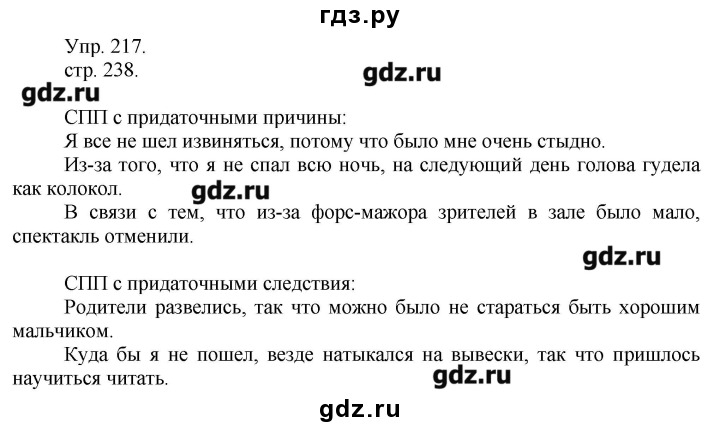 гдз.ру
Упр. 217.
стр. 238.
gdz.ru
gdz.ru
СПП с придаточными причины:
Я все не шел извиняться, потому что было мне очень стыдно.
Из-за того, что я не спал всю ночь, на следующий день голова гудела
как колокол.
gdz.ru
В связи с тем, что из-за форс-мажора зрителей в зале было мало,
спектакль отменили.
gdz.ru
СПП с придаточными следствия:
Родители развелись, так что можно было не стараться быть хорошим
мальчиком.
Куда бы я не пошел, везде натыкался на вывески, так что пришлось
научиться читать.
gdz.ru
gdz.ru